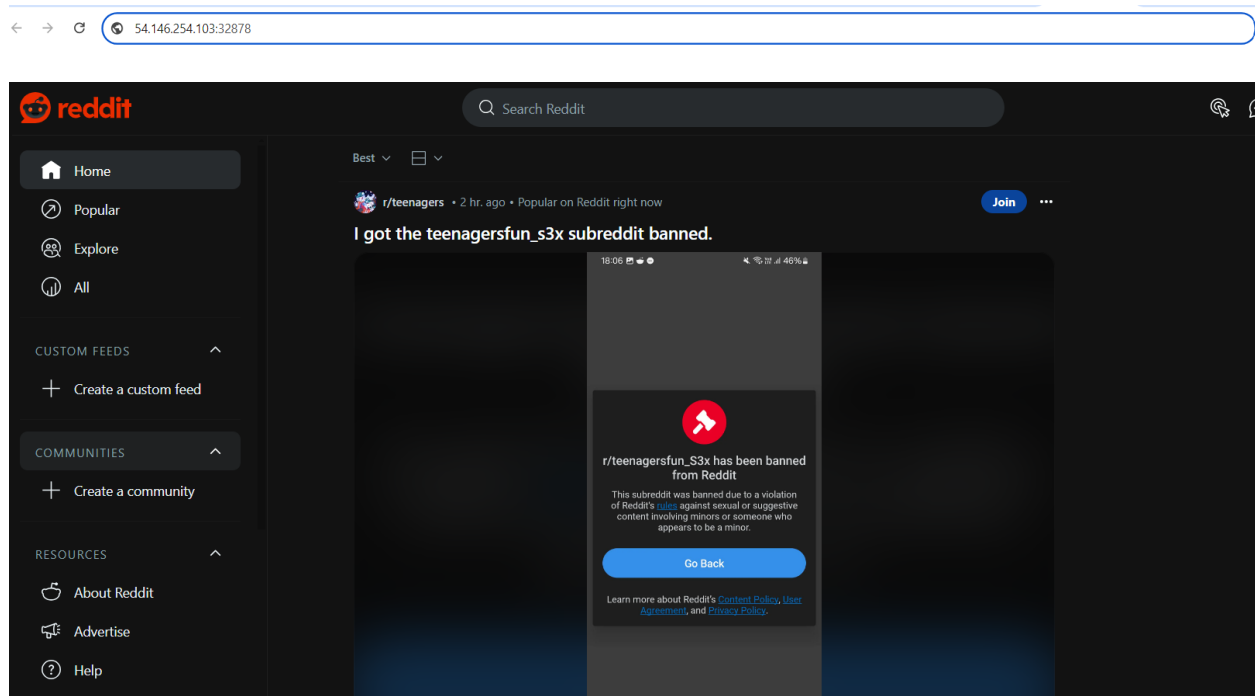 54.146.254.103:32878
reddit
Search Reddit
Home
Popular
Explore
All
CUSTOM FEEDS
Create a custom feed
COMMUNITIES
Create a community
RESOURCES
About Reddit
Advertise
Help
Best
r/teenagers • 2 hr. ago • Popular on Reddit right now
Join
I got the teenagersfun_s3x subreddit banned.
18:06
46%
r/teenagersfun_S3x has been banned
from Reddit
This subreddit was banned due to a violation
of Reddit's rules against sexual or suggestive
content involving minors or someone who
appears to be a minor.
Go Back
Learn more about Reddit's Content Policy, User
Agreement, and Privacy Policy.